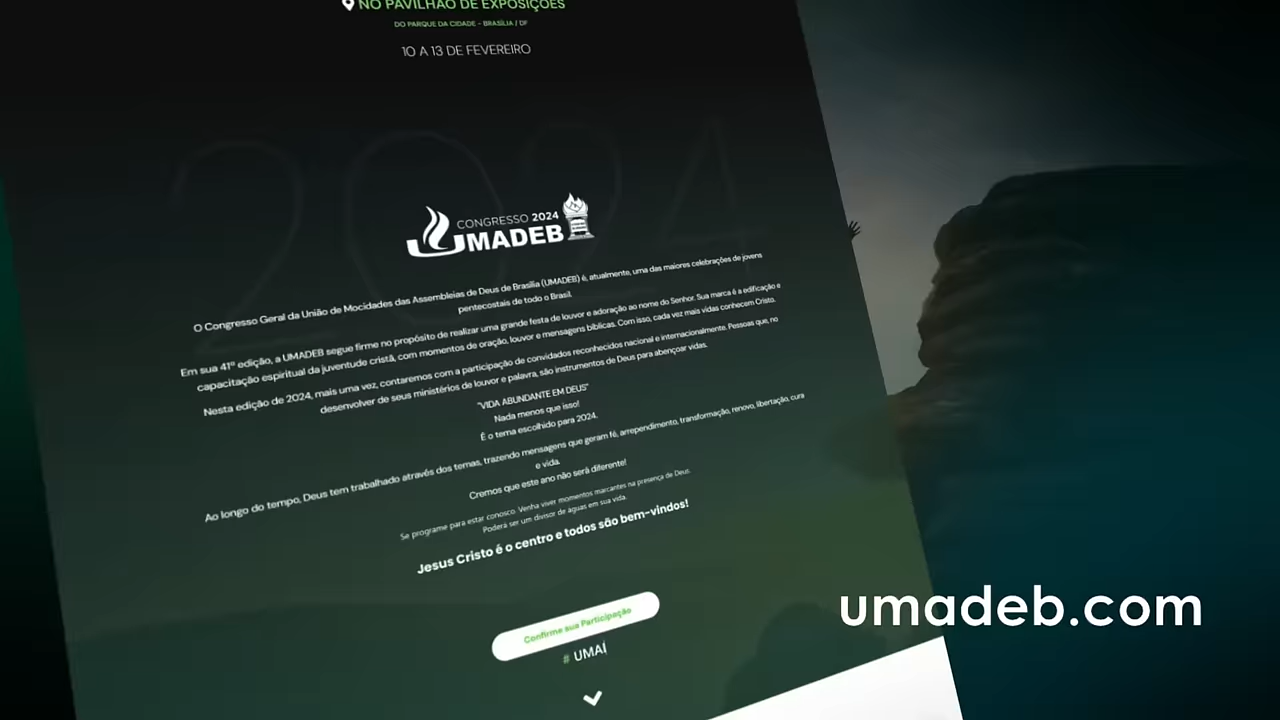 NO PAVILHÃO DE EXPOSIÇÕES
DO PARQUE DA CIDADE - BRASÍLIA / DF
10 A 13 DE FEVEREIRO
2024
CONGRESSO 2024
UMADEB
O Congresso Geral da União de Mocidades das Assembleias de Deus de Brasília (UMADEB) é, atualmente, uma das maiores celebrações de jovens
pentecostais de todo o Brasil.
Em sua 41ª edição, a UMADEB segue firme no propósito de realizar uma grande festa de louvor e adoração ao nome do Senhor. Sua marca é a edificação e
capacitação espiritual da juventude cristã, com momentos de oração, louvor e mensagens bíblicas. Com isso, cada vez mais vidas conhecem Cristo.
Nesta edição de 2024, mais uma vez, contaremos com a participação de convidados reconhecidos nacional e internacionalmente. Pessoas que, no
desenvolver de seus ministérios de louvor e palavra, são instrumentos de Deus para abençoar vidas.
"VIDA ABUNDANTE EM DEUS"
Nada menos que isso!
É o tema escolhido para 2024.
Ao longo do tempo, Deus tem trabalhado através dos temas, trazendo mensagens que geram fé, arrependimento, transformação, renovo, libertação, cura
e vida.
Cremos que este ano não será diferente!
Se programe para estar conosco. Venha viver momentos marcantes na presença de Deus.
Poderá ser um divisor de águas em sua vida.
Jesus Cristo é o centro e todos são bem-vindos!
Confirme sua Participação
# UMAÍ
umadeb.com